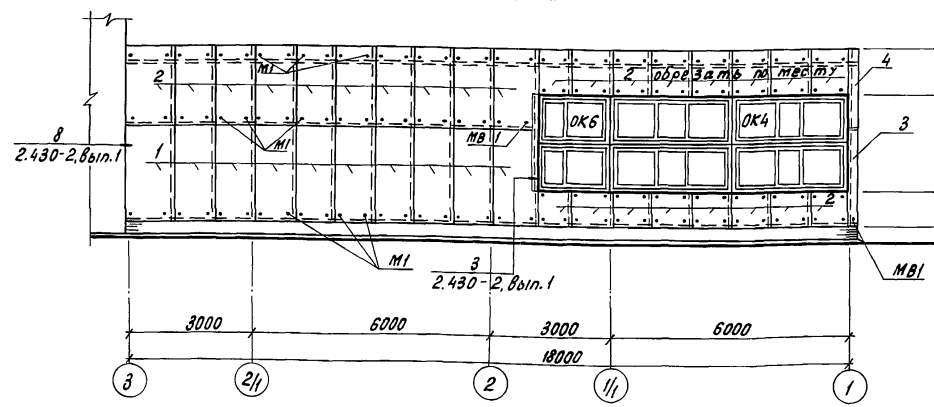 М1
2
2 обрезать по месту
4
ОК6
ОК4
МВ1
3
8
2.430-2, вып.1
М1
1
2
М1
3
2.430-2, вып.1
МВ1
3000
6000
3000
6000
18000
3
2/1
2
1/1
1